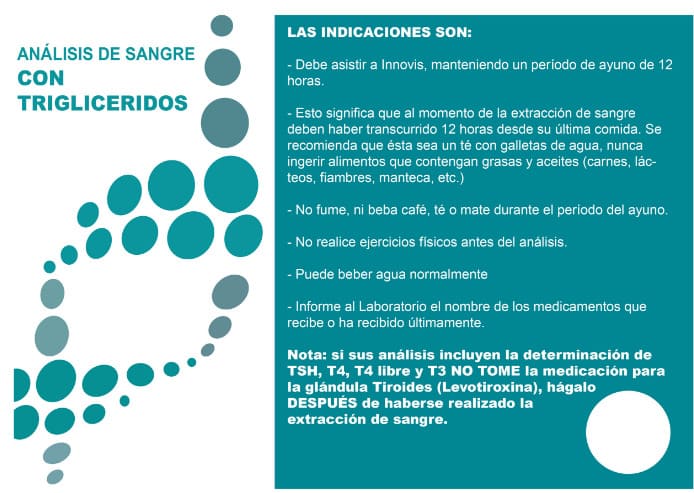 ANÁLISIS DE SANGRE
CON
TRIGLICERIDOS
LAS INDICACIONES SON:
- Debe asistir a Innovis, manteniendo un período de ayuno de 12
horas.
- Esto significa que al momento de la extracción de sangre
deben haber transcurrido 12 horas desde su última comida. Se
recomienda que ésta sea un té con galletas de agua, nunca
ingerir alimentos que contengan grasas y aceites (carnes, lác-
teos, fiambres, manteca, etc.)
- No fume, ni beba café, té o mate durante el periodo del ayuno.
- No realice ejercicios físicos antes del análisis.
- Puede beber agua normalmente
- Informe al Laboratorio el nombre de los medicamentos que
recibe o ha recibido últimamente.
Nota: si sus análisis incluyen la determinación de
TSH, T4, T4 libre y T3 NO TOME la medicación para
la glándula Tiroides (Levotiroxina), hágalo
DESPUÉS de haberse realizado la
extracción de sangre.